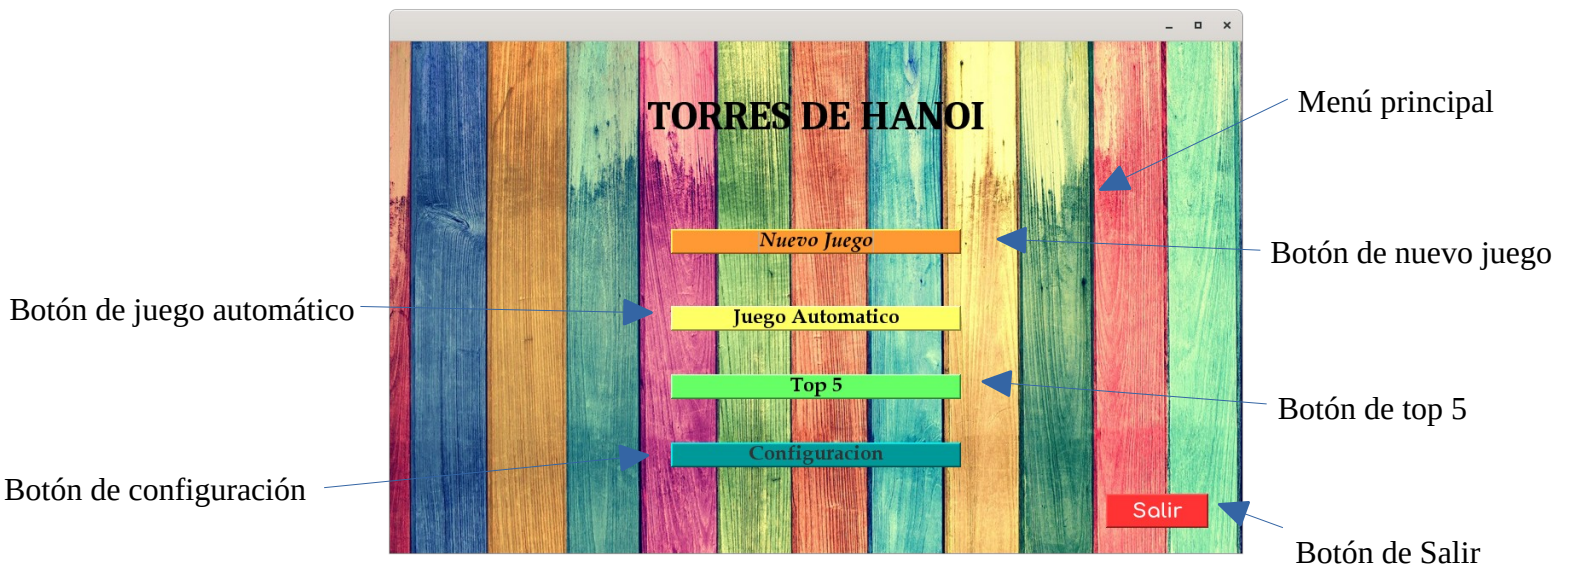 TORRES DE HANOI
Menú principal
Nuevo Juego
Botón de nuevo juego
Botón de juego automático
Juego Automatico
Top 5
Botón de top 5
Configuracion
Botón de configuración
Salir
Botón de Salir